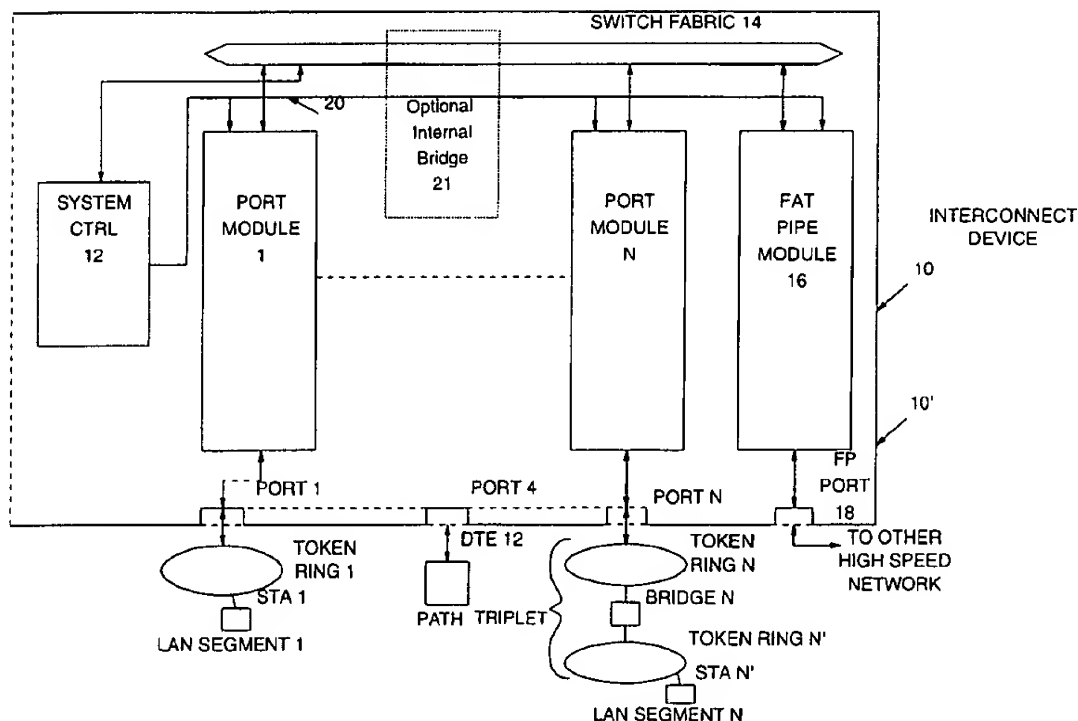 SWITCH FABRIC 14
20
Optional
Internal
Bridge
21
SYSTEM
CTRL
12
PORT
MODULE
1
PORT
MODULE
N
FAT
PIPE
MODULE
16
INTERCONNECT
DEVICE
10
10'
PORT 1
PORT 4
PORT N
FP
PORT
18
DTE 12
TOKEN
RING 1
STA 1
LAN SEGMENT 1
PATH TRIPLET
TOKEN
RING N
BRIDGE N
TOKEN RING N'
STA N'
LAN SEGMENT N
TO OTHER
HIGH SPEED
NETWORK